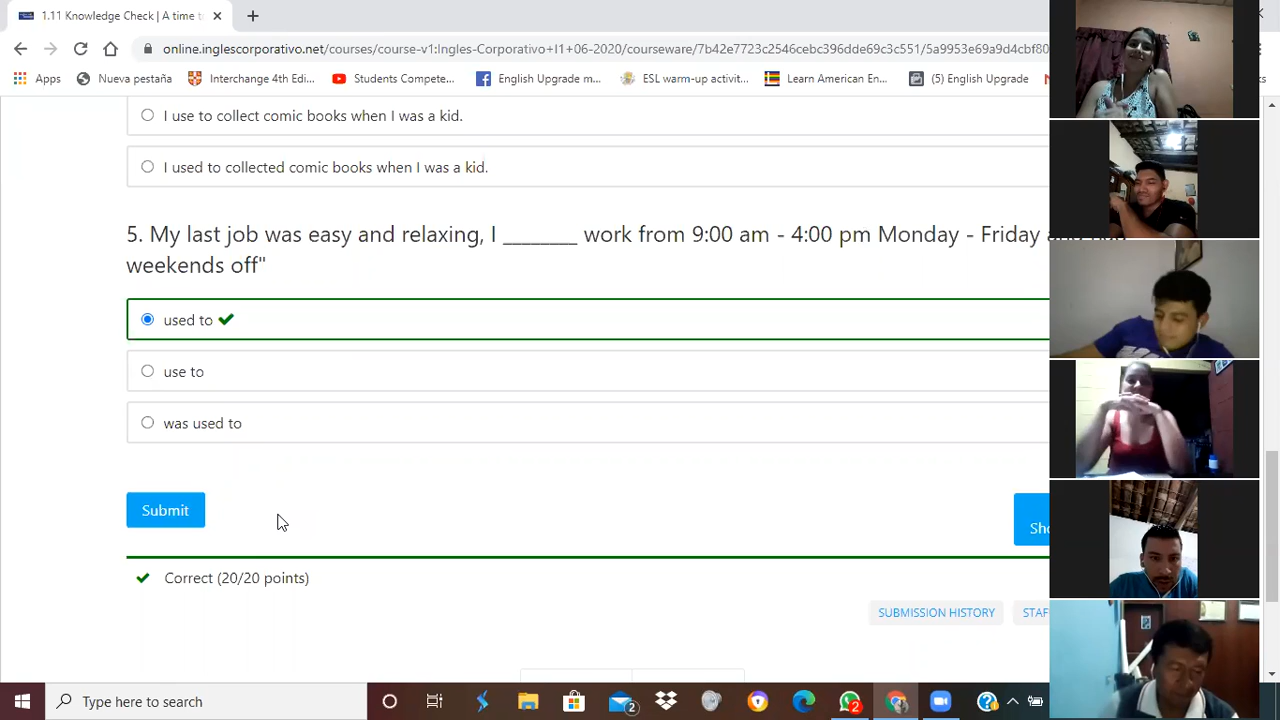 1.11 Knowledge Check | A time t
online.inglescorporativo.net/courses/course-v1:Ingles-Corporativo+I1+06-2020/courseware/7b42e7723c2546cebc396dde69c3c551/5a9953e69a9d4cbf80
Apps Nueva pestaña Interchange 4th Edi... Students Compete... English Upgrade m... ESL warm-up activit... Learn American En... (5) English Upgrade
I use to collect comic books when I was a kid.
I used to collected comic books when I was a kid.
5. My last job was easy and relaxing, I ________ work from 9:00 am - 4:00 pm Monday - Friday
weekends off"
used to
use to
was used to
Submit
Sho
Correct (20/20 points)
SUBMISSION HISTORY STAF
Type here to search
2
2